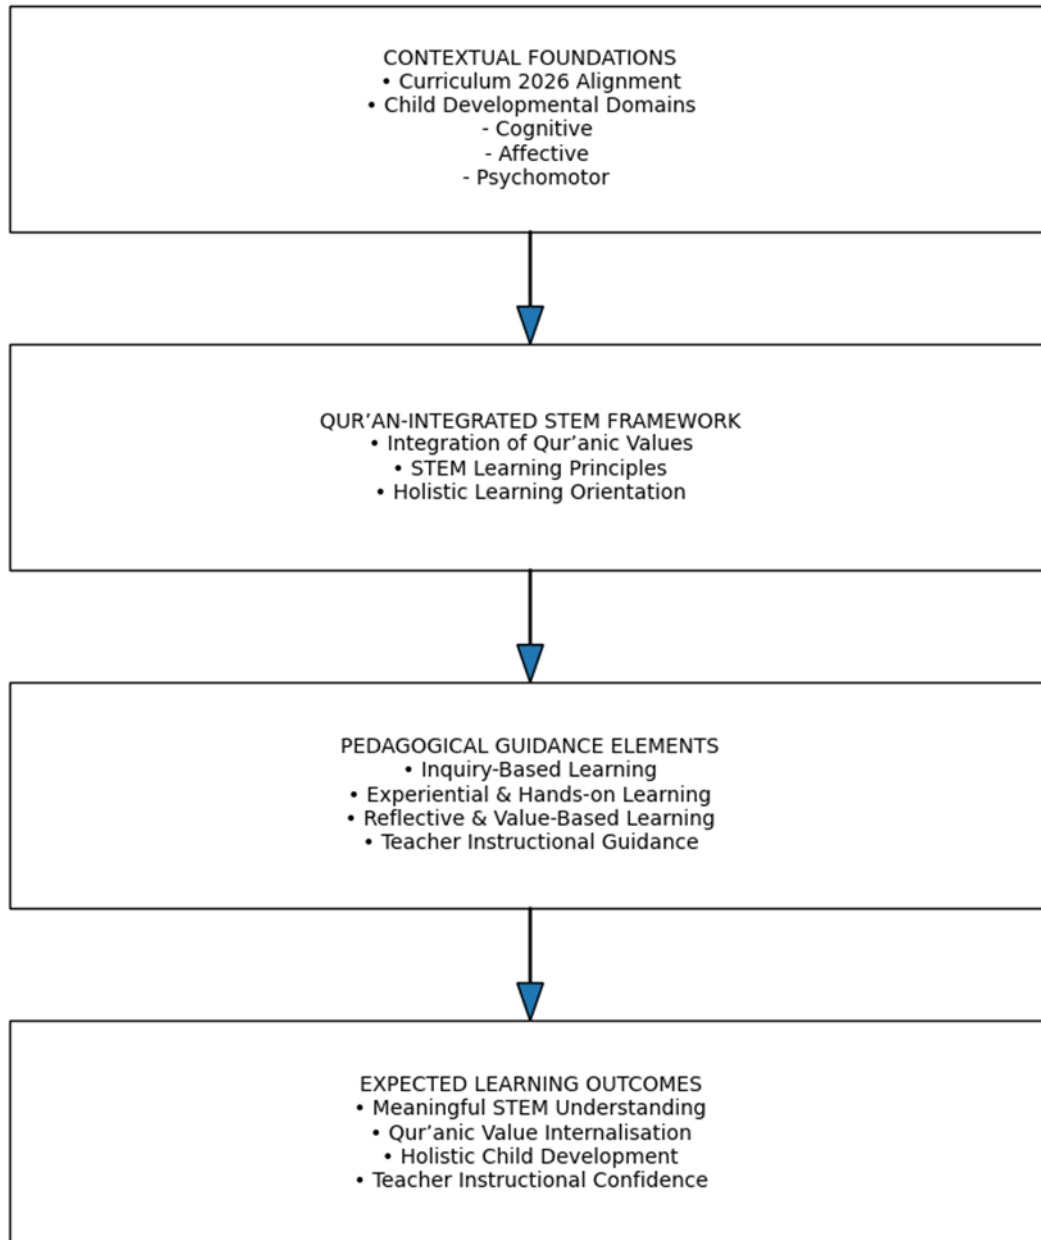 CONTEXTUAL FOUNDATIONS
• Curriculum 2026 Alignment
• Child Developmental Domains
- Cognitive
- Affective
- Psychomotor
QUR’AN-INTEGRATED STEM FRAMEWORK
• Integration of Qur’anic Values
• STEM Learning Principles
• Holistic Learning Orientation
PEDAGOGICAL GUIDANCE ELEMENTS
• Inquiry-Based Learning
• Experiential & Hands-on Learning
• Reflective & Value-Based Learning
• Teacher Instructional Guidance
EXPECTED LEARNING OUTCOMES
• Meaningful STEM Understanding
• Qur’anic Value Internalisation
• Holistic Child Development
• Teacher Instructional Confidence